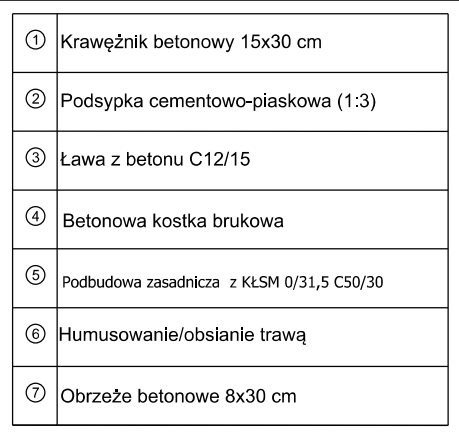 ① Krawężnik betonowy 15x30 cm
② Podsypka cementowo-piaskowa (1:3)
③ Ława z betonu C12/15
④ Betonowa kostka brukowa
⑤ Podbudowa zasadnicza z KŁSM 0/31,5 C50/30
⑥ Humusowanie/obsianie trawą
⑦ Obrzeże betonowe 8x30 cm